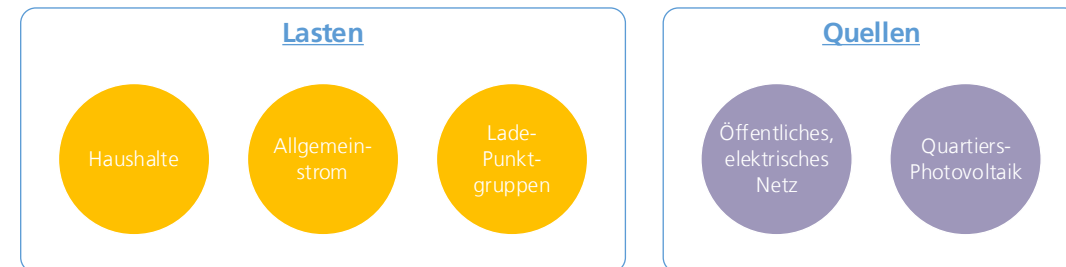 Lasten
Haushalte
Allgemein-
strom
Lade-
Punkt-
gruppen
Quellen
Öffentliches,
elektrisches
Netz
Quartiers-
Photovoltaik